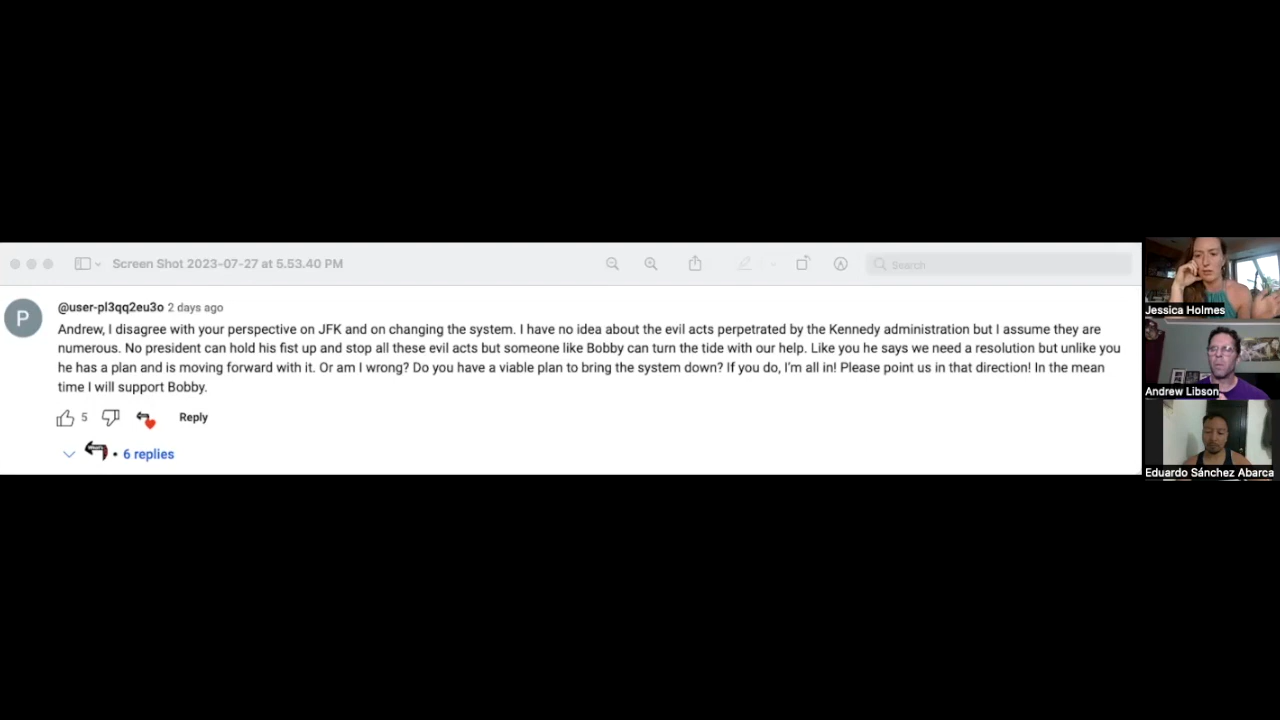 Screen Shot 2023-07-27 at 5.53.40 PM
Search
P
@user-pl3qq2eu3o 2 days ago
Andrew, I disagree with your perspective on JFK and on changing the system. I have no idea about the evil acts perpetrated by the Kennedy administration but I assume they are
numerous. No president can hold his fist up and stop all these evil acts but someone like Bobby can turn the tide with our help. Like you he says we need a resolution but unlike you
he has a plan and is moving forward with it. Or am I wrong? Do you have a viable plan to bring the system down? If you do, I'm all in! Please point us in that direction! In the mean
time I will support Bobby.
5 Reply
• 6 replies
Jessica Holmes
Andrew Libson
Eduardo Sánchez Abarca